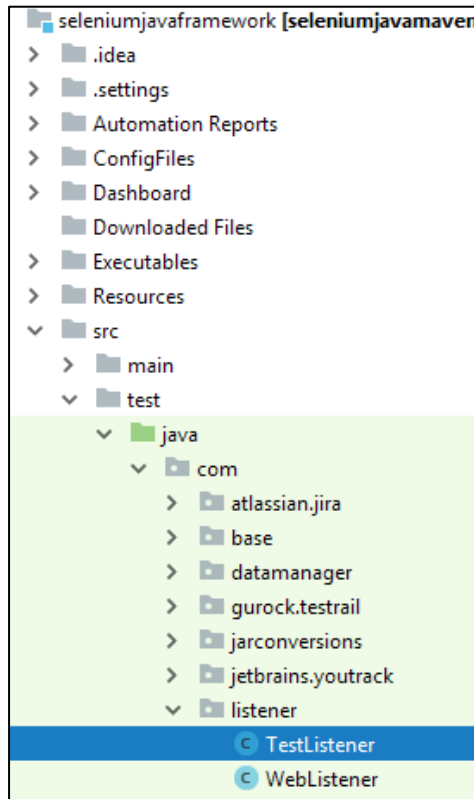 seleniumjavaframework [seleniumjavamaven
.idea
.settings
Automation Reports
ConfigFiles
Dashboard
Downloaded Files
Executables
Resources
src
main
test
java
com
atlassian.jira
base
datamanager
gurock.testrail
jarconversions
jetbrains.youtrack
listener
C TestListener
C WebListener